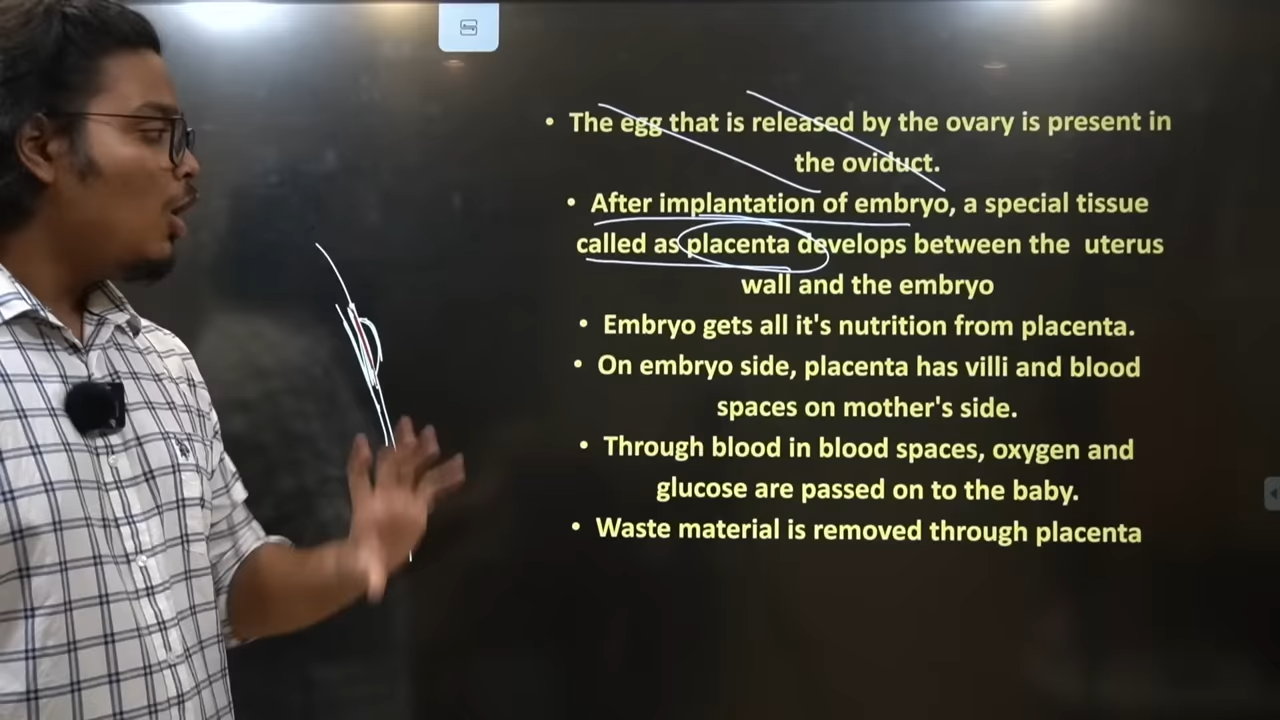 • The egg that is released by the ovary is present in
the oviduct.
• After implantation of embryo, a special tissue
called as placenta develops between the uterus
wall and the embryo
• Embryo gets all it's nutrition from placenta.
• On embryo side, placenta has villi and blood
spaces on mother's side.
• Through blood in blood spaces, oxygen and
glucose are passed on to the baby.
• Waste material is removed through placenta